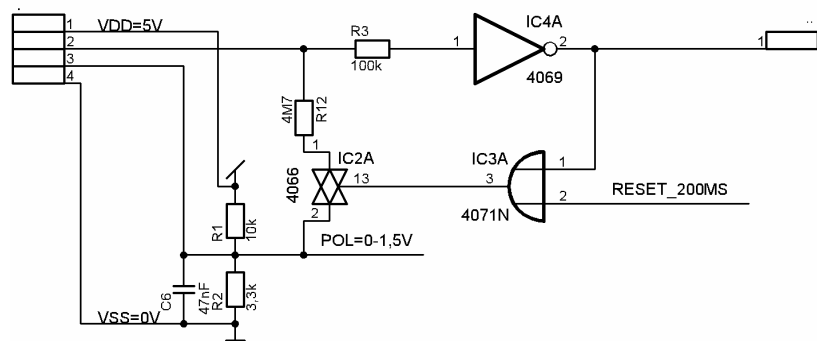 1 VDD=5V
2
3
4
R3
100k
1
IC4A
2
4069
1
4M7
R12
1
IC2A
4066
13
2
IC3A
3
4071N
1
2
RESET_200MS
R1
10k
POL=0-1,5V
C6
47nF
R2
3,3k
VSS=0V